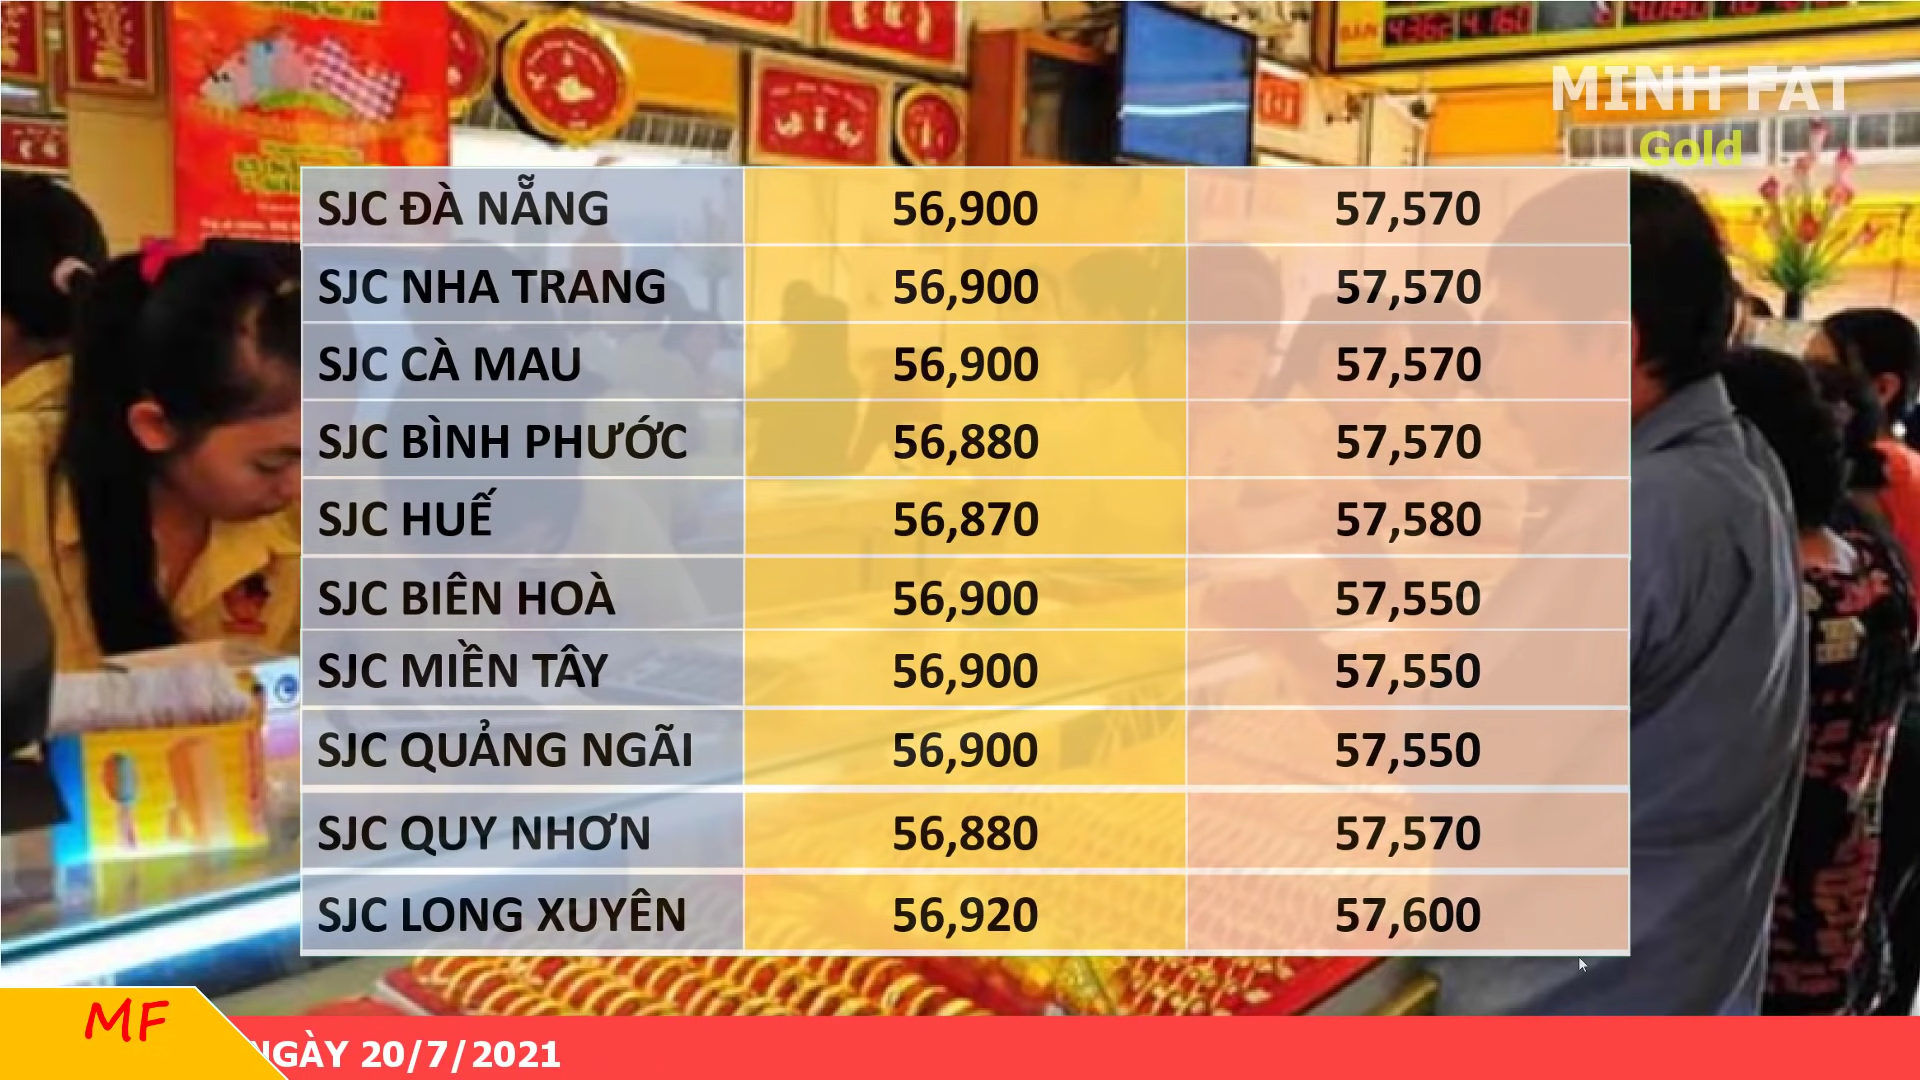 MINH FAT
Gold
SJC ĐÀ NẴNG 56,900 57,570
SJC NHA TRANG 56,900 57,570
SJC CÀ MAU 56,900 57,570
SJC BÌNH PHƯỚC 56,880 57,570
SJC HUẾ 56,870 57,580
SJC BIÊN HOÀ 56,900 57,550
SJC MIỀN TÂY 56,900 57,550
SJC QUẢNG NGÃI 56,900 57,550
SJC QUY NHƠN 56,880 57,570
SJC LONG XUYÊN 56,920 57,600
MF
NGÀY 20/7/2021